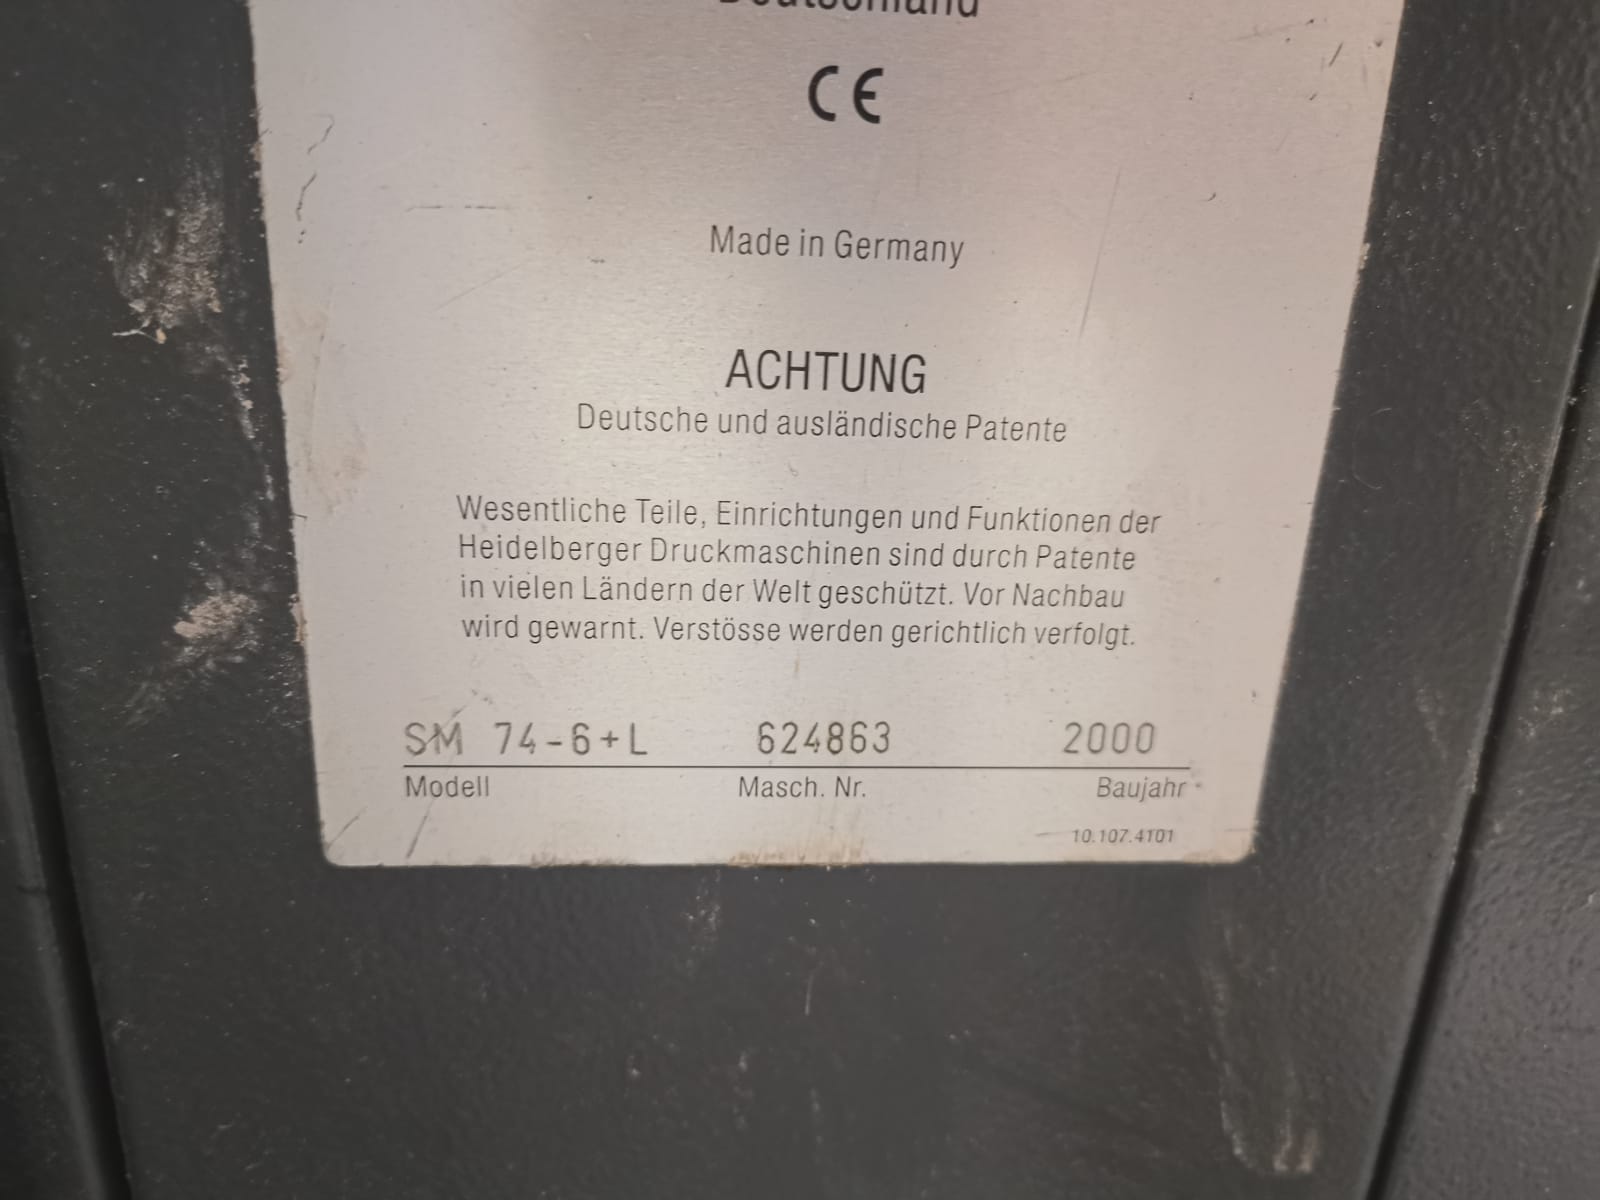 Deutschland
CE
Made in Germany
ACHTUNG
Deutsche und ausländische Patente
Wesentliche Teile, Einrichtungen und Funktionen der
Heidelberger Druckmaschinen sind durch Patente
in vielen Ländern der Welt geschützt. Vor Nachbau
wird gewarnt. Verstösse werden gerichtlich verfolgt.
SM 74-6+L 624863 2000
Modell Masch. Nr. Baujahr
10.107.4101